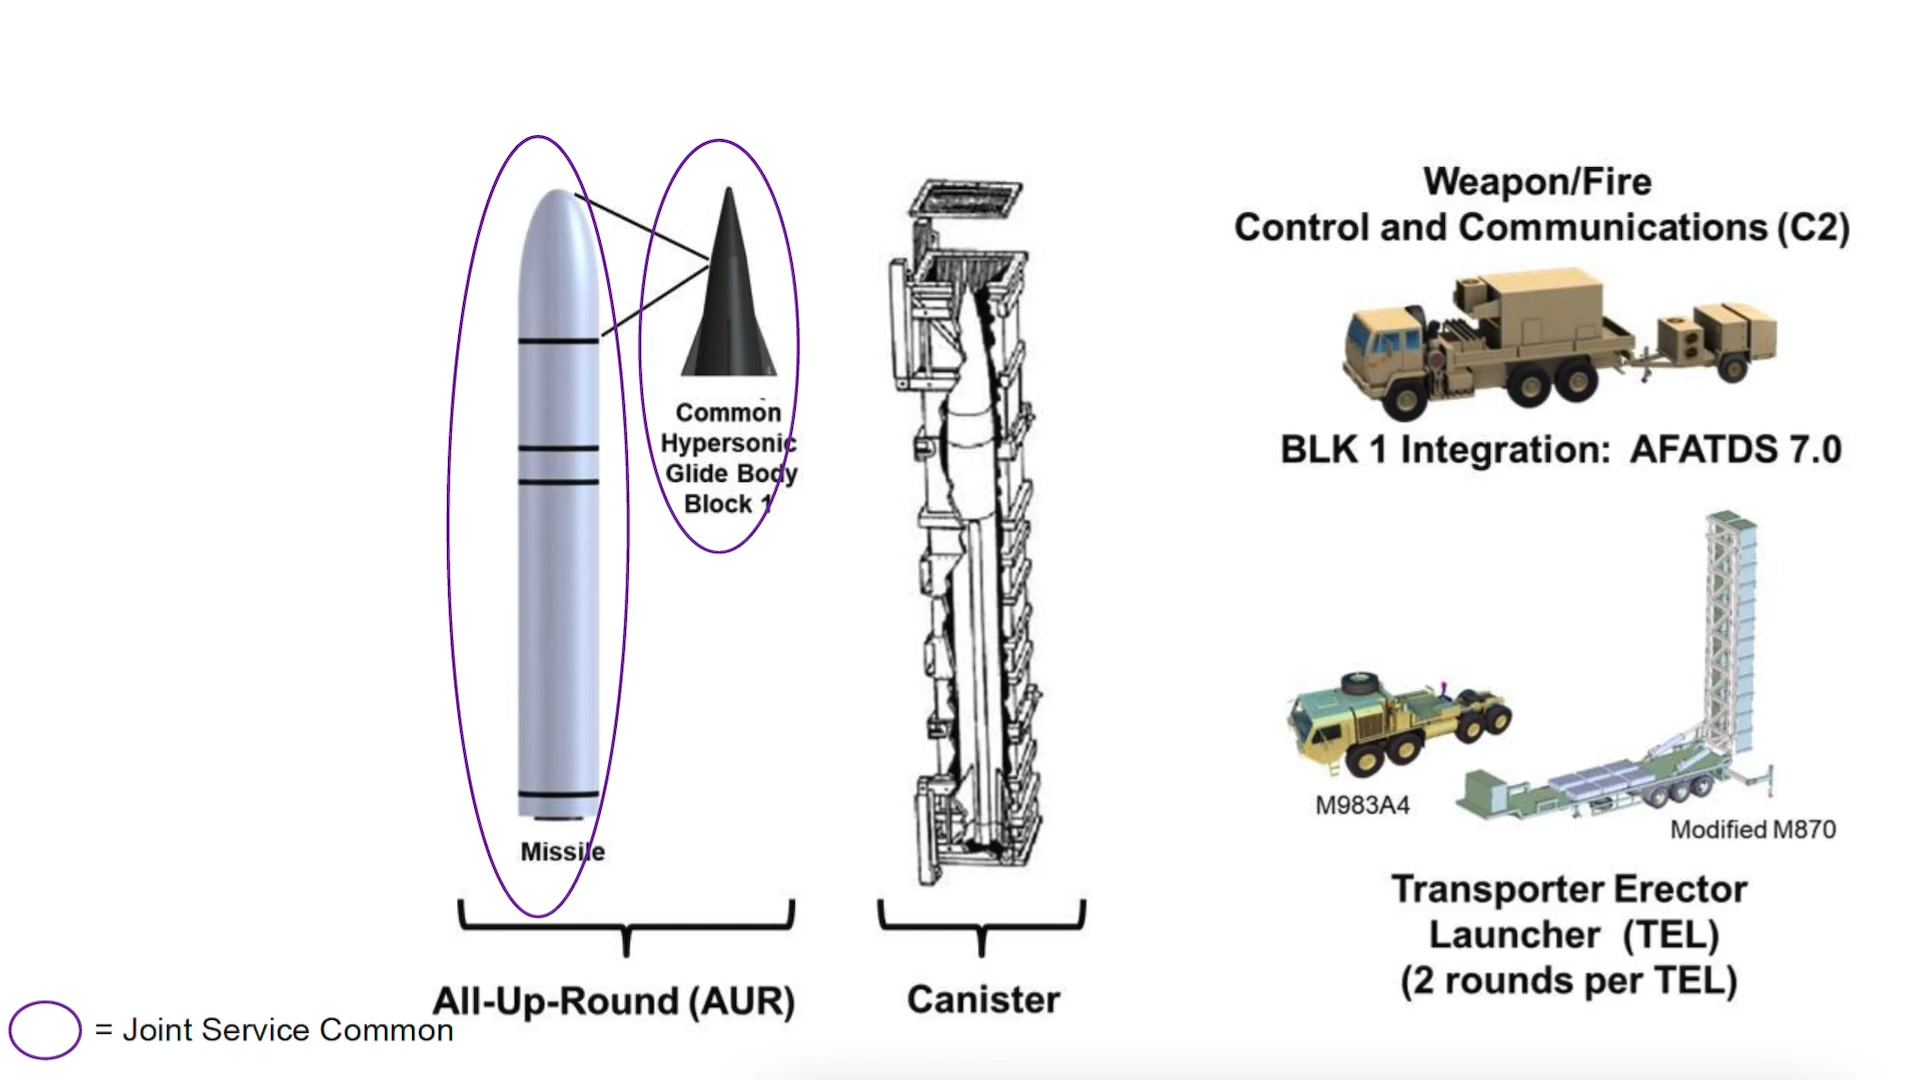 Common
Hypersonic
Glide Body
Block 1
Missile
All-Up-Round (AUR)
Canister
Weapon/Fire
Control and Communications (C2)
BLK 1 Integration: AFATDS 7.0
M983A4
Modified M870
Transporter Erector
Launcher (TEL)
(2 rounds per TEL)
= Joint Service Common